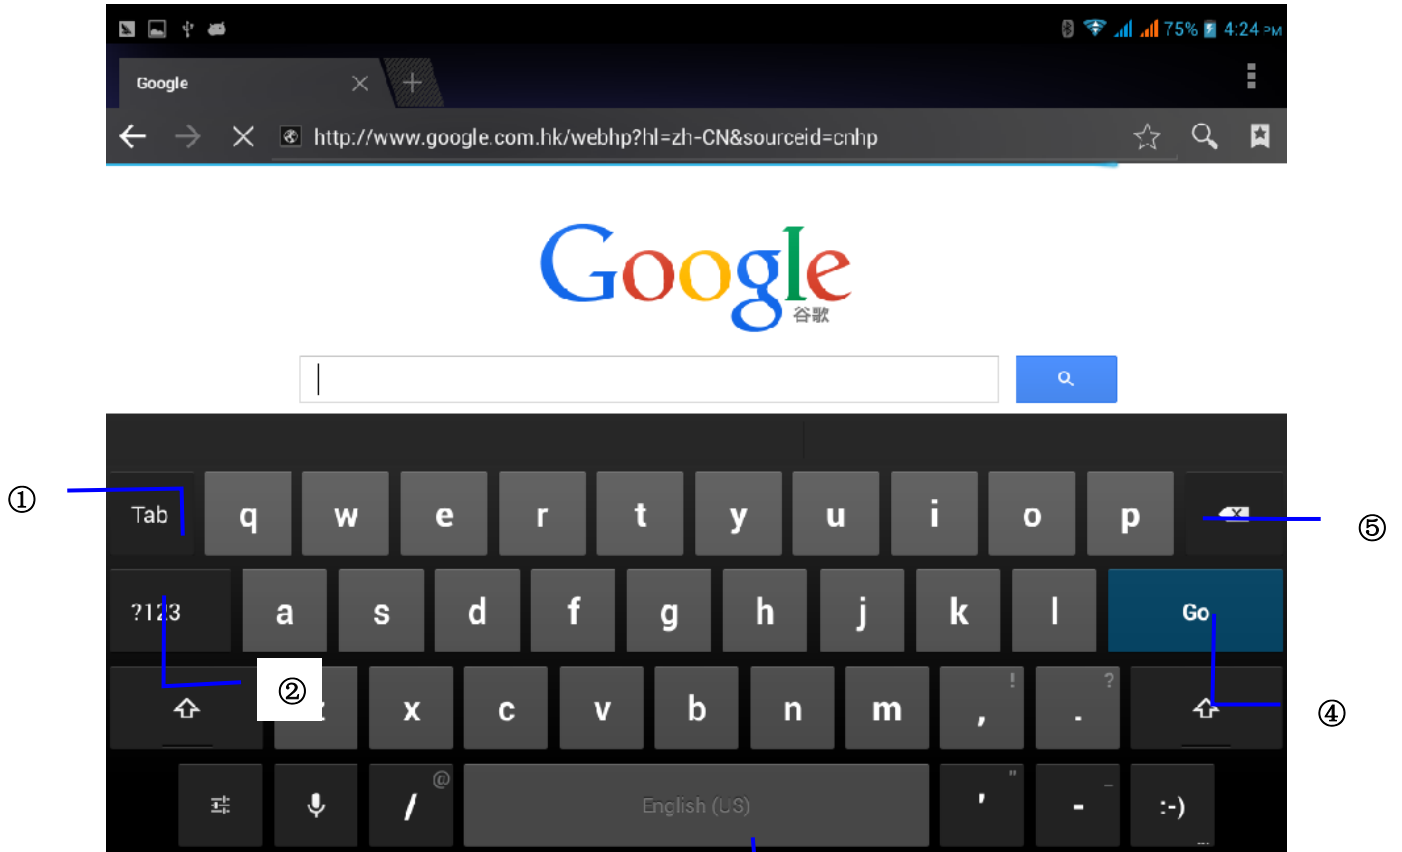 75% 4:24 PM
Google
http://www.google.com.hk/webhp?hl=zh-CN&sourceid=cnhp
Google
谷歌
① Tab q w e r t y u i o p ⑤
?123 a s d f g h j k l Go
② x c v b n m ! , ? . ④
@ / English (US) " ' _ - :-) ...